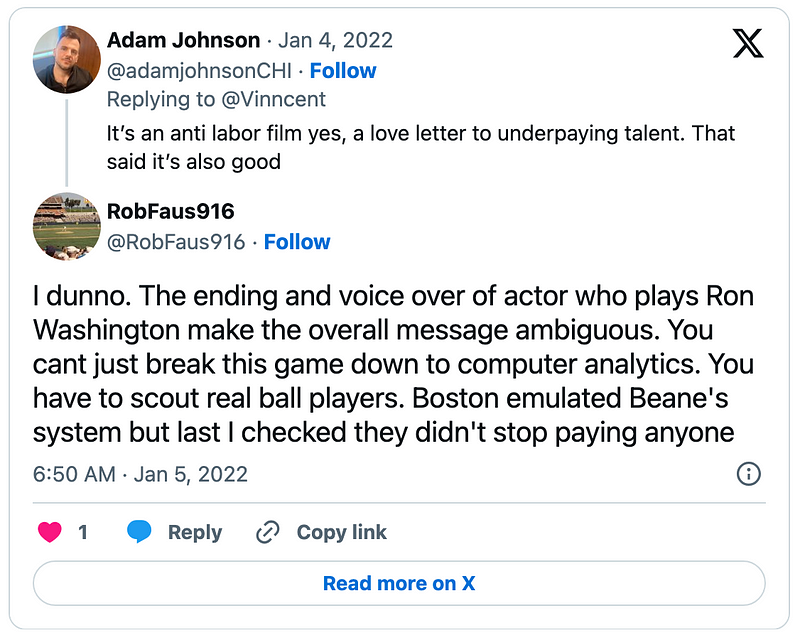 Adam Johnson · Jan 4, 2022
@adamjohnsonCHI · Follow
Replying to @Vinncent
It’s an anti labor film yes, a love letter to underpaying talent. That
said it’s also good
RobFaus916
@RobFaus916 · Follow
I dunno. The ending and voice over of actor who plays Ron
Washington make the overall message ambiguous. You
cant just break this game down to computer analytics. You
have to scout real ball players. Boston emulated Beane's
system but last I checked they didn't stop paying anyone
6:50 AM · Jan 5, 2022
1 Reply Copy link
Read more on X